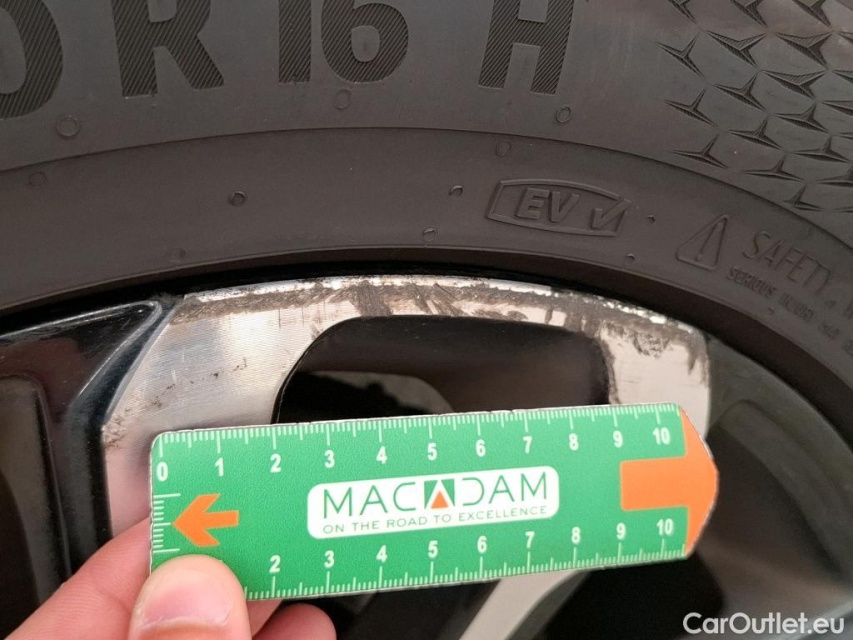 0 R 16 H
EV
SAFETY
0 1 2 3 4 5 6 7 8 9 10
MACADAM
ON THE ROAD TO EXCELLENCE
2 3 4 5 6 7 8 9 10
CarOutlet.eu